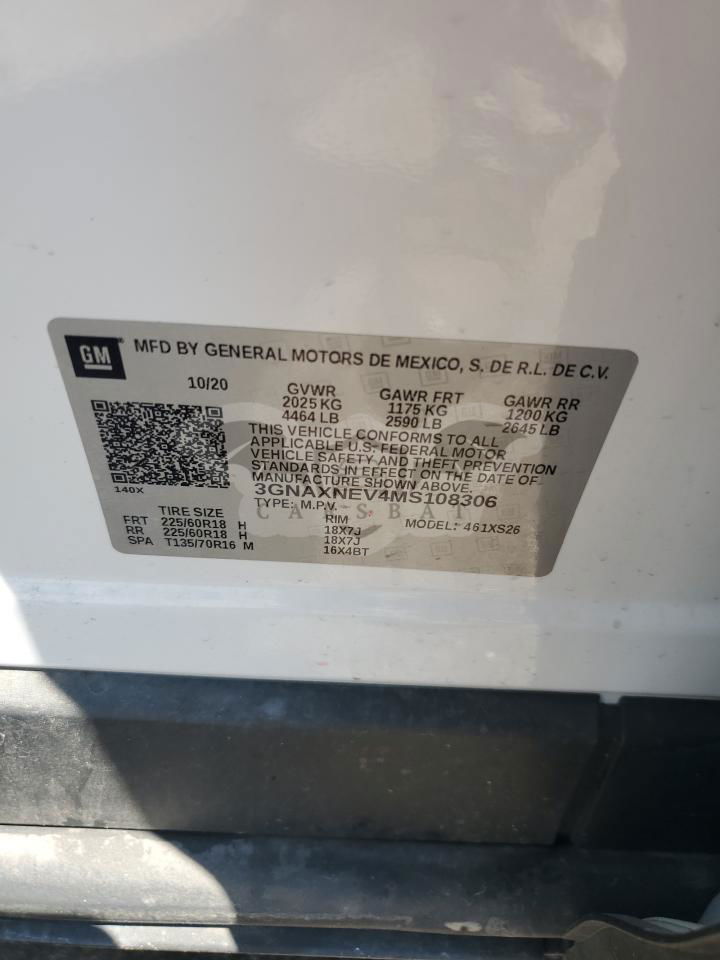 GM MFD BY GENERAL MOTORS DE MEXICO, S. DE R.L. DE C.V.
10/20 GVWR GAWR FRT GAWR RR
2025 KG 1175 KG 1200 KG
4464 LB 2590 LB 2645 LB
THIS VEHICLE CONFORMS TO ALL
APPLICABLE U.S. FEDERAL MOTOR
VEHICLE SAFETY AND THEFT PREVENTION
STANDARDS IN EFFECT ON THE DATE OF
MANUFACTURE SHOWN ABOVE.
140X 3GNAXNEV4MS108306
TYPE: M.P.V. MODEL: 461XS26
TIRE SIZE RIM
FRT 225/60R18 H 18X7J
RR 225/60R18 H 18X7J
SPA T135/70R16 M 16X4BT